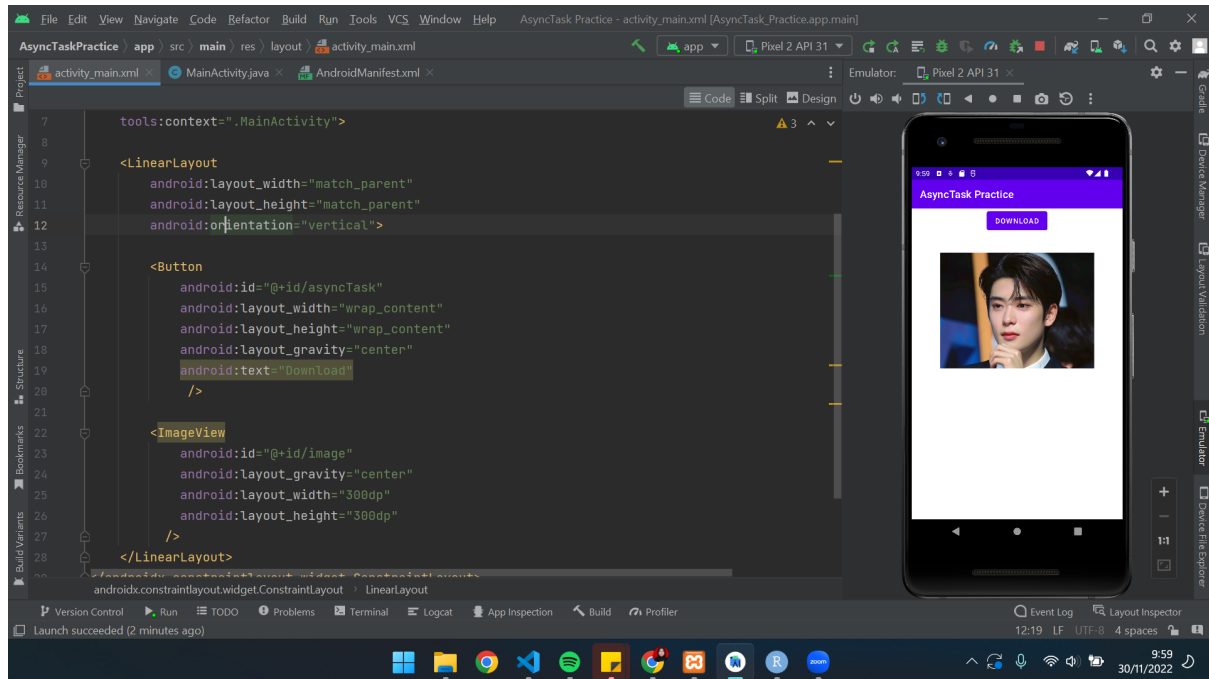 File Edit View Navigate Code Refactor Build Run Tools VCS Window Help AsyncTask Practice - activity_main.xml [AsyncTask_Practice.app.main]
AsyncTaskPractice app src main res layout activity_main.xml app Pixel 2 API 31
activity_main.xml MainActivity.java AndroidManifest.xml Emulator: Pixel 2 API 31
Code Split Design
Project
Resource Manager
Structure
Bookmarks
Build Variants
7 tools:context=".MainActivity"> 3
8
9 <LinearLayout
10 android:layout_width="match_parent"
11 android:layout_height="match_parent"
12 android:orientation="vertical">
13
14 <Button
15 android:id="@+id/asyncTask"
16 android:layout_width="wrap_content"
17 android:layout_height="wrap_content"
18 android:layout_gravity="center"
19 android:text="Download"
20 />
21
22 <ImageView
23 android:id="@+id/image"
24 android:layout_gravity="center"
25 android:layout_width="300dp"
26 android:layout_height="300dp"
27 />
28 </LinearLayout>
</androidx.constraintlayout.widget.ConstraintLayout>
androidx.constraintlayout.widget.ConstraintLayout LinearLayout
9:59
AsyncTask Practice
DOWNLOAD
1:1
Gradle
Device Manager
Layout Validation
Emulator
Device File Explorer
Version Control Run TODO Problems Terminal Logcat App Inspection Build Profiler Event Log Layout Inspector
Launch succeeded (2 minutes ago) 12:19 LF UTF-8 4 spaces
R zoom 9:59
30/11/2022